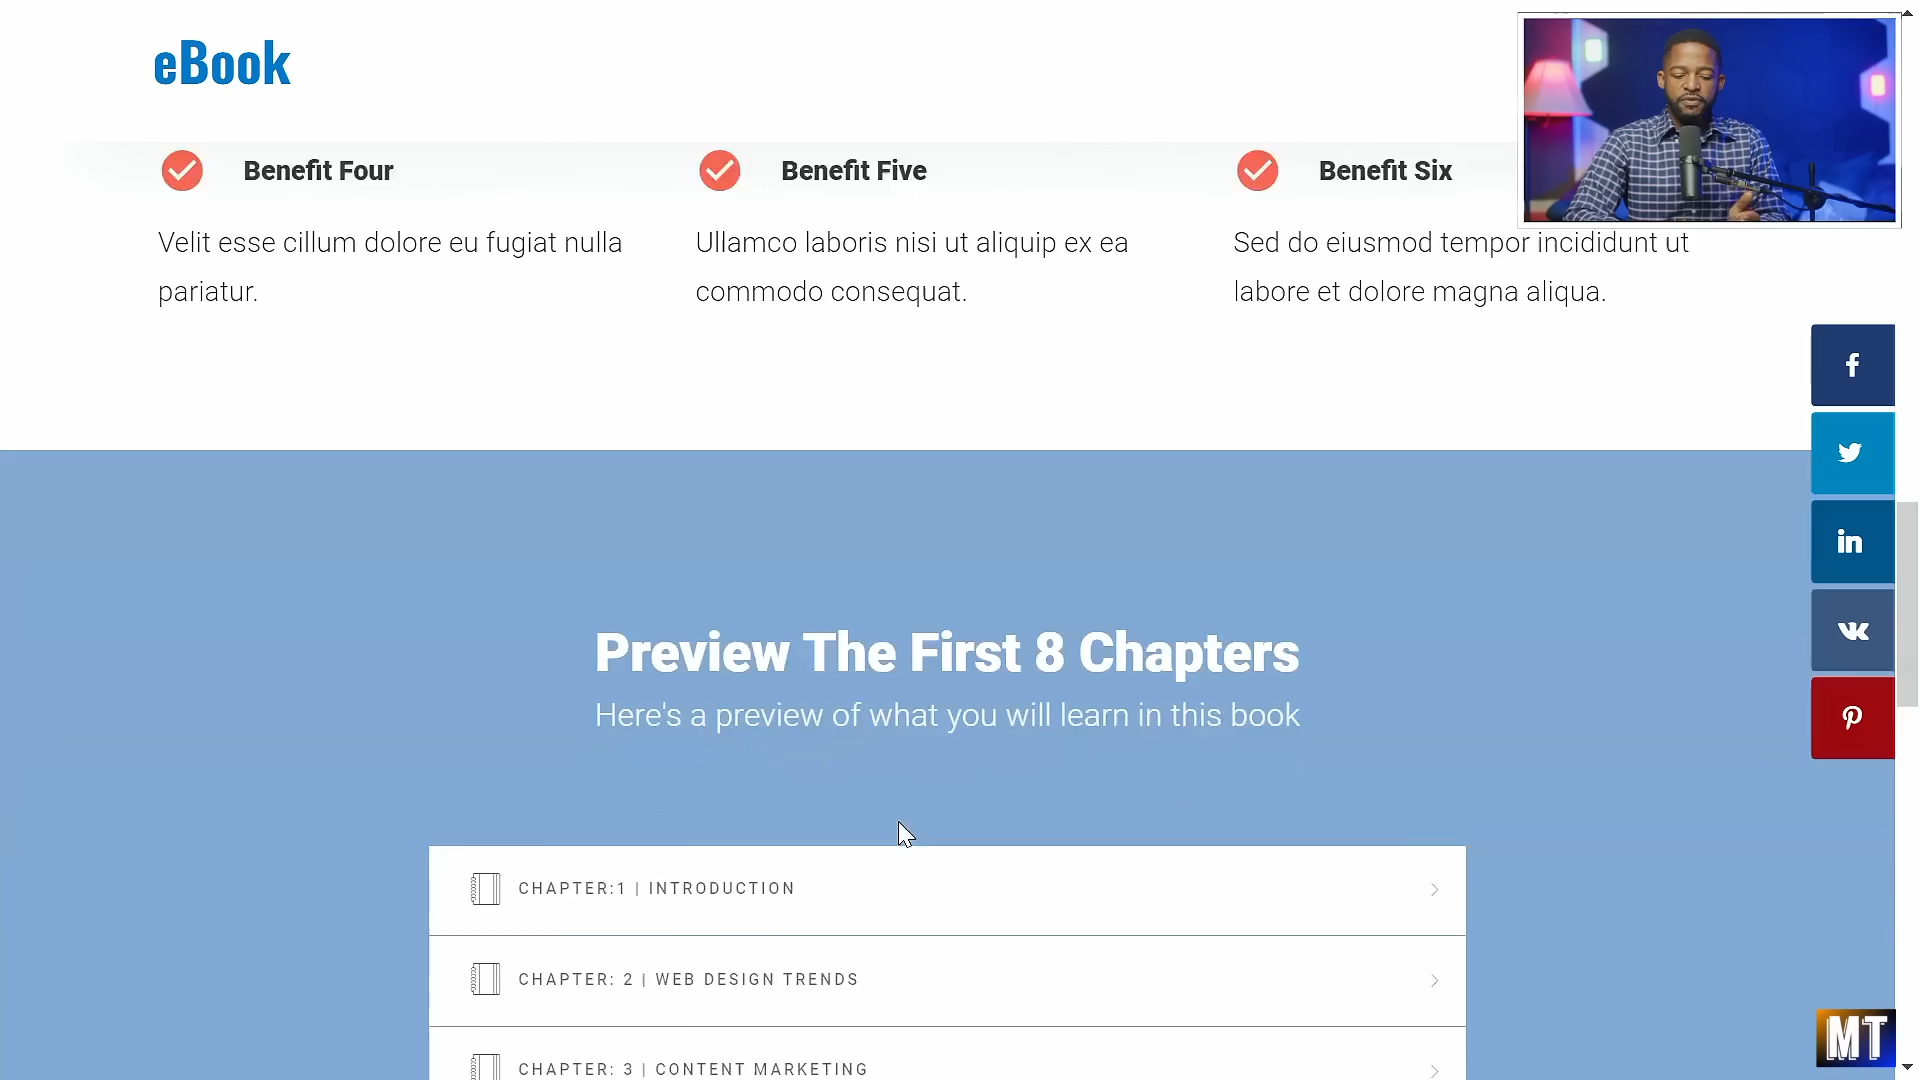 eBook
Benefit Four
Benefit Five
Benefit Six
Velit esse cillum dolore eu fugiat nulla
pariatur.
Ullamco laboris nisi ut aliquip ex ea
commodo consequat.
Sed do eiusmod tempor incididunt ut
labore et dolore magna aliqua.
Preview The First 8 Chapters
Here's a preview of what you will learn in this book
CHAPTER:1 | INTRODUCTION
CHAPTER: 2 | WEB DESIGN TRENDS
CHAPTER: 3 | CONTENT MARKETING
MT